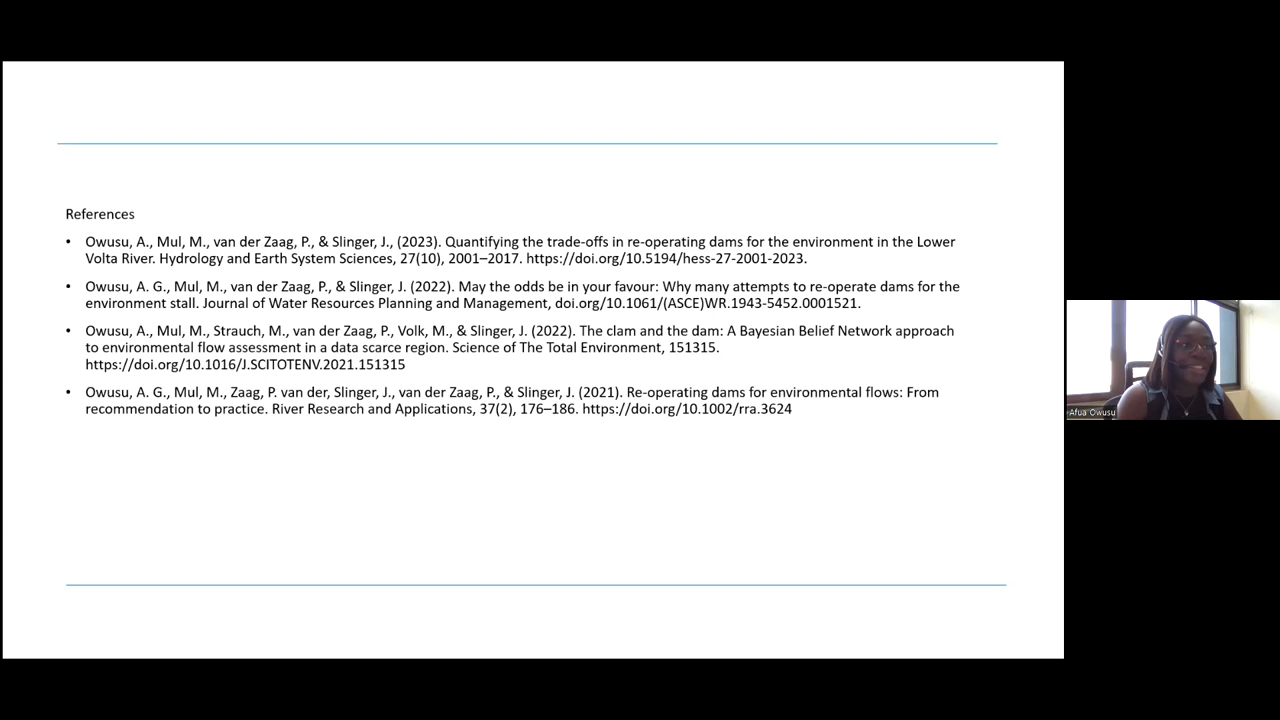 References
• Owusu, A., Mul, M., van der Zaag, P., & Slinger, J., (2023). Quantifying the trade-offs in re-operating dams for the environment in the Lower
Volta River. Hydrology and Earth System Sciences, 27(10), 2001–2017. https://doi.org/10.5194/hess-27-2001-2023.
• Owusu, A. G., Mul, M., van der Zaag, P., & Slinger, J. (2022). May the odds be in your favour: Why many attempts to re-operate dams for the
environment stall. Journal of Water Resources Planning and Management, doi.org/10.1061/(ASCE)WR.1943-5452.0001521.
• Owusu, A., Mul, M., Strauch, M., van der Zaag, P., Volk, M., & Slinger, J. (2022). The clam and the dam: A Bayesian Belief Network approach
to environmental flow assessment in a data scarce region. Science of The Total Environment, 151315.
https://doi.org/10.1016/J.SCITOTENV.2021.151315
• Owusu, A. G., Mul, M., Zaag, P. van der, Slinger, J., van der Zaag, P., & Slinger, J. (2021). Re-operating dams for environmental flows: From
recommendation to practice. River Research and Applications, 37(2), 176–186. https://doi.org/10.1002/rra.3624
Afua Owusu